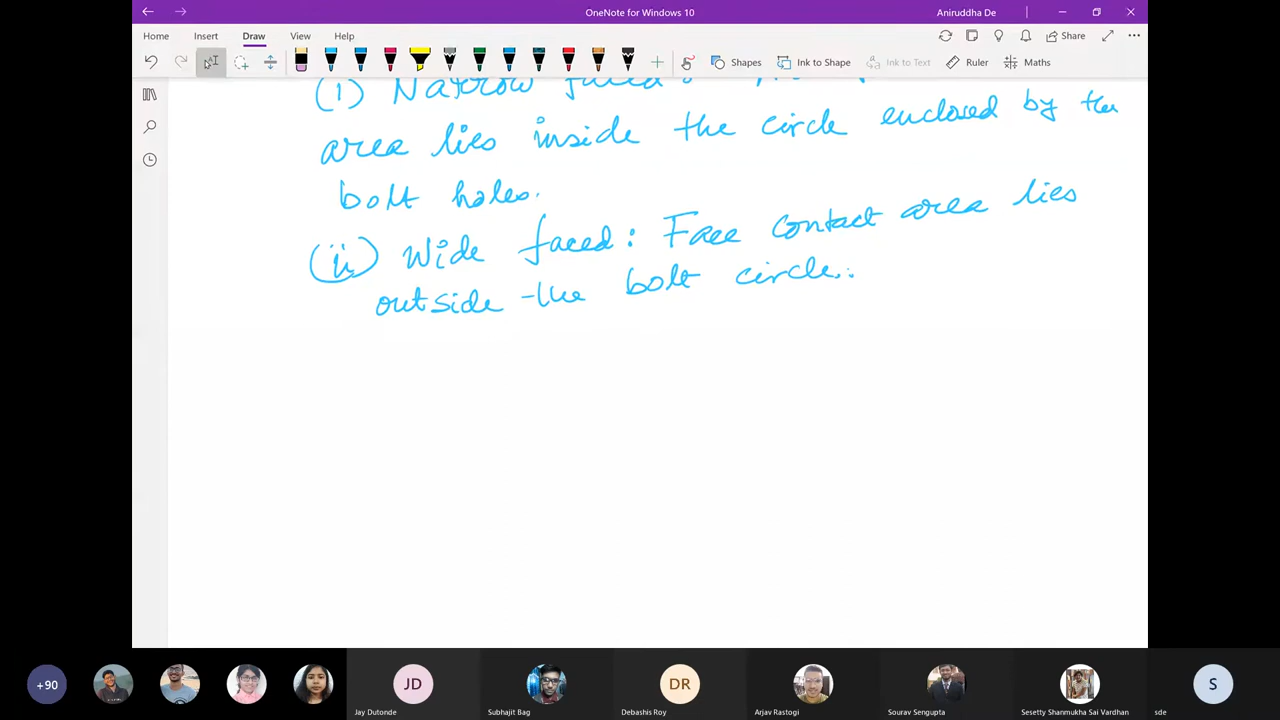 OneNote for Windows 10
Aniruddha De
Home Insert Draw View Help
Share
Shapes Ink to Shape Ink to Text Ruler Maths
(i) Narrow faced :
area lies inside the circle enclosed by the
bolt holes.
(ii) Wide faced : Face contact area lies
outside the bolt circle.
+90
JD
DR
S
Jay Dutonde Subhajit Bag Debashis Roy Arjav Rastogi Sourav Sengupta Sesetty Shanmukha Sai Vardhan sde